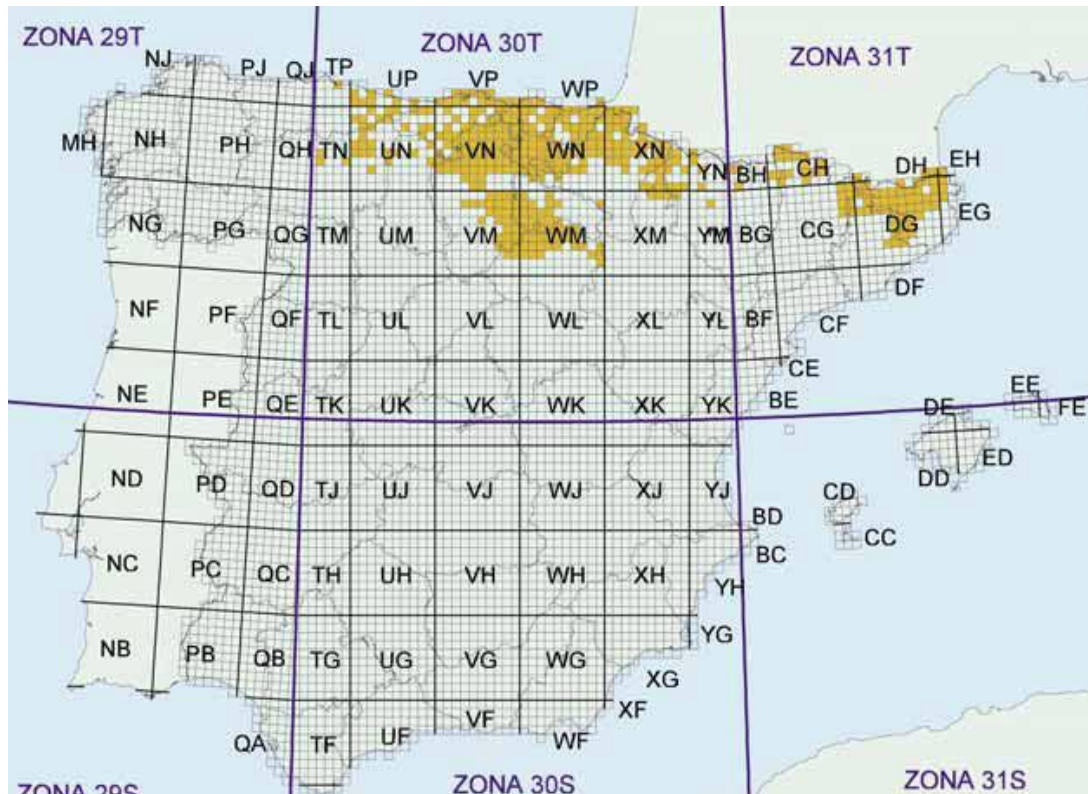 ZONA 29T
ZONA 30T
ZONA 31T
NJ PJ QJ TP UP VP WP
MH NH PH QH TN UN VN WN XN YN BH CH DH EH
NG PG QG TM UM VM WM XM YM BG CG DG EG
NF PF QF TL UL VL WL XL YL BF CF DF
NE PE QE TK UK VK WK XK YK BE CE DE EE FE
ND PD QD TJ UJ VJ WJ XJ YJ BD CD DD ED
NC PC QC TH UH VH WH XH YH BC CC
NB PB QB TG UG VG WG XG YG
QA TF UF VF WF XF
ZONA 29S
ZONA 30S
ZONA 31S